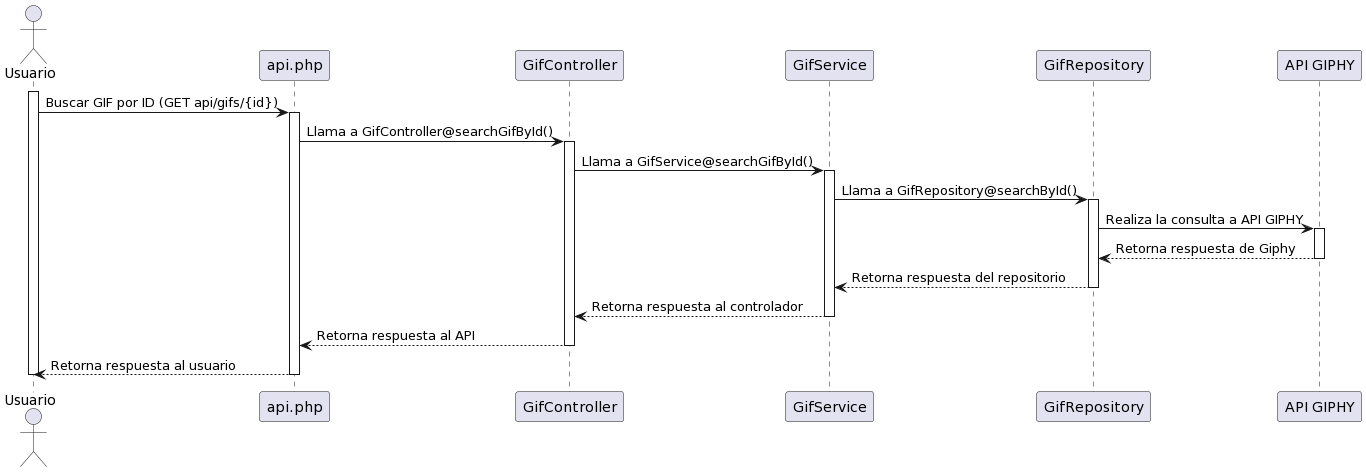 Usuario
api.php
GifController
GifService
GifRepository
API GIPHY
Buscar GIF por ID (GET api/gifs/{id})
Llama a GifController@searchGifById()
Llama a GifService@searchGifById()
Llama a GifRepository@searchById()
Realiza la consulta a API GIPHY
Retorna respuesta de Giphy
Retorna respuesta del repositorio
Retorna respuesta al controlador
Retorna respuesta al API
Retorna respuesta al usuario
Usuario
api.php
GifController
GifService
GifRepository
API GIPHY